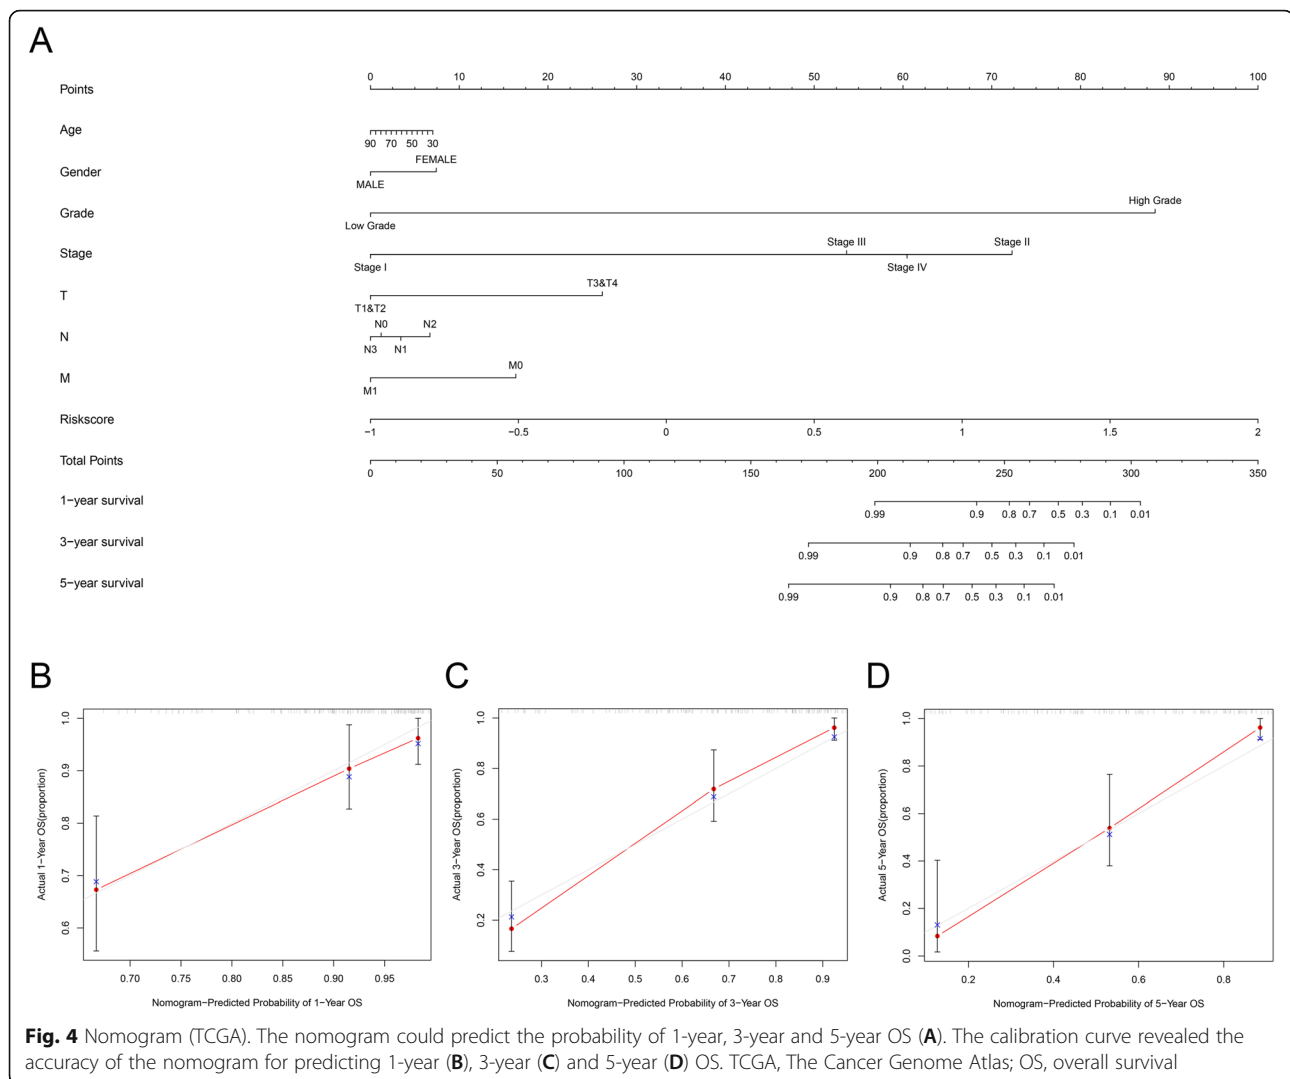 A
Points
0 10 20 30 40 50 60 70 80 90 100
Age
90 70 50 30
FEMALE
Gender
MALE
High Grade
Grade
Low Grade
Stage III Stage II
Stage
Stage I Stage IV
T3&T4
T
T1&T2
N0 N2
N
N3 N1
M0
M
M1
Riskscore
−1 −0.5 0 0.5 1 1.5 2
Total Points
0 50 100 150 200 250 300 350
1−year survival
0.99 0.9 0.8 0.7 0.5 0.3 0.1 0.01
3−year survival
0.99 0.9 0.8 0.7 0.5 0.3 0.1 0.01
5−year survival
0.99 0.9 0.8 0.7 0.5 0.3 0.1 0.01
B
Actual 1−Year OS(proportion)
1.0
0.9
0.8
0.7
0.6
0.70 0.75 0.80 0.85 0.90 0.95
Nomogram−Predicted Probability of 1−Year OS
C
Actual 3−Year OS(proportion)
1.0
0.8
0.6
0.4
0.2
0.3 0.4 0.5 0.6 0.7 0.8 0.9
Nomogram−Predicted Probability of 3−Year OS
D
Actual 5−Year OS(proportion)
1.0
0.8
0.6
0.4
0.2
0.0
0.2 0.4 0.6 0.8
Nomogram−Predicted Probability of 5−Year OS
Fig. 4 Nomogram (TCGA). The nomogram could predict the probability of 1-year, 3-year and 5-year OS (A). The calibration curve revealed the
accuracy of the nomogram for predicting 1-year (B), 3-year (C) and 5-year (D) OS. TCGA, The Cancer Genome Atlas; OS, overall survival